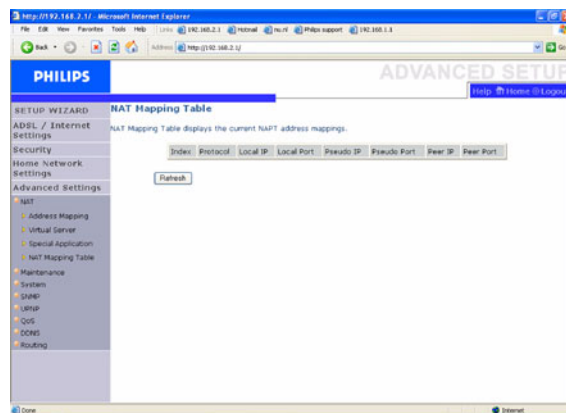 http://192.168.2.1/ - Microsoft Internet Explorer
File Edit View Favorites Tools Help Links 192.168.2.1 Hotmail nu.nl Philips support 192.168.1.1
Back
Address http://192.168.2.1/ Go
PHILIPS
ADVANCED SETUP
Help Home Logout
SETUP WIZARD
ADSL / Internet
Settings
Security
Home Network
Settings
Advanced Settings
NAT
Address Mapping
Virtual Server
Special Application
NAT Mapping Table
Maintenance
System
SNMP
UPNP
QoS
DDNS
Routing
NAT Mapping Table
NAT Mapping Table displays the current NAPT address mappings.
Index Protocol Local IP Local Port Pseudo IP Pseudo Port Peer IP Peer Port
Refresh
Done Internet